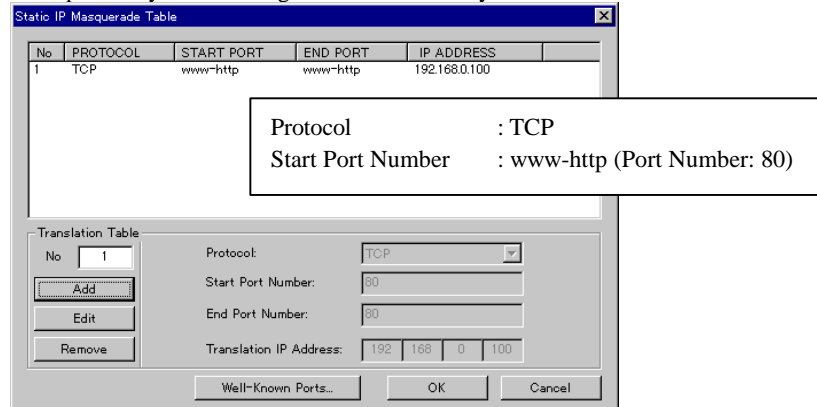 Static IP Masquerade Table
No PROTOCOL START PORT END PORT IP ADDRESS
1 TCP www-http www-http 192.168.0.100
Protocol : TCP
Start Port Number : www-http (Port Number: 80)
Translation Table
No 1
Protocol: TCP
Add
Start Port Number: 80
Edit
End Port Number: 80
Remove
Translation IP Address: 192 168 0 100
Well-Known Ports... OK Cancel